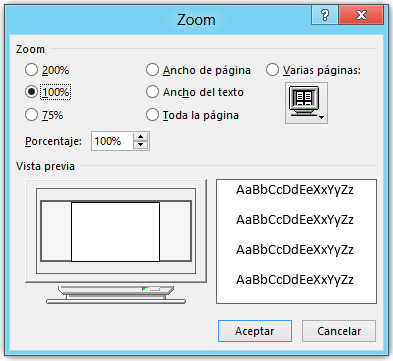 Zoom
?
Zoom
200%
Ancho de página
Varias páginas:
100%
Ancho del texto
75%
Toda la página
Porcentaje:
100%
Vista previa
AaBbCcDdEeXxYyZz
AaBbCcDdEeXxYyZz
AaBbCcDdEeXxYyZz
AaBbCcDdEeXxYyZz
Aceptar
Cancelar